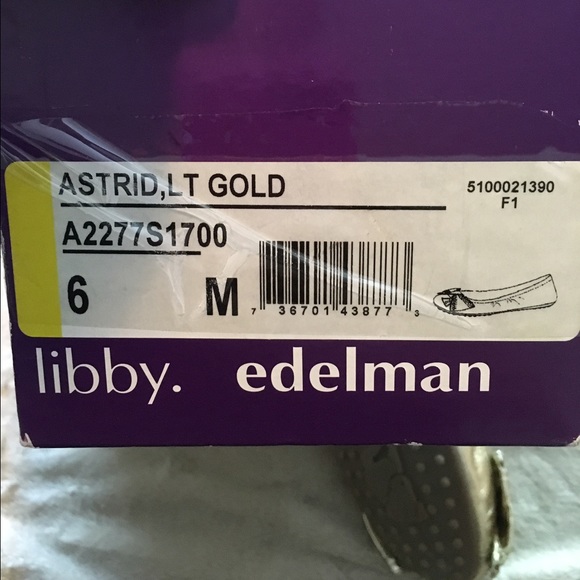 ASTRID,LT GOLD
5100021390
F1
A2277S1700
6 M
7 36701 43877 3
libby. edelman